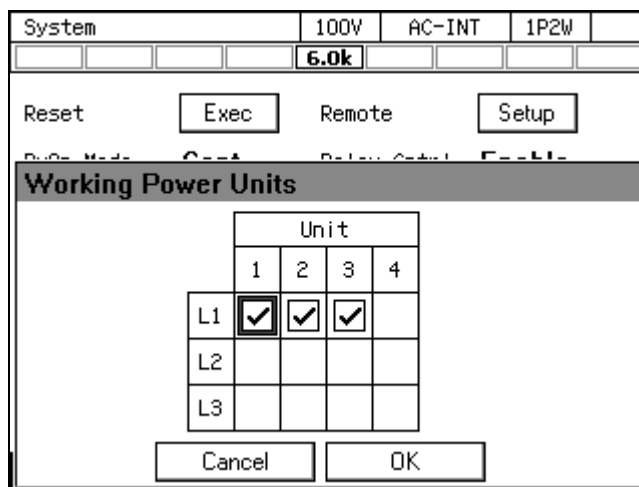 System 100V AC-INT 1P2W
6.0k
Reset Exec Remote Setup
Working Power Units
Unit
1 2 3 4
L1
L2
L3
Cancel OK